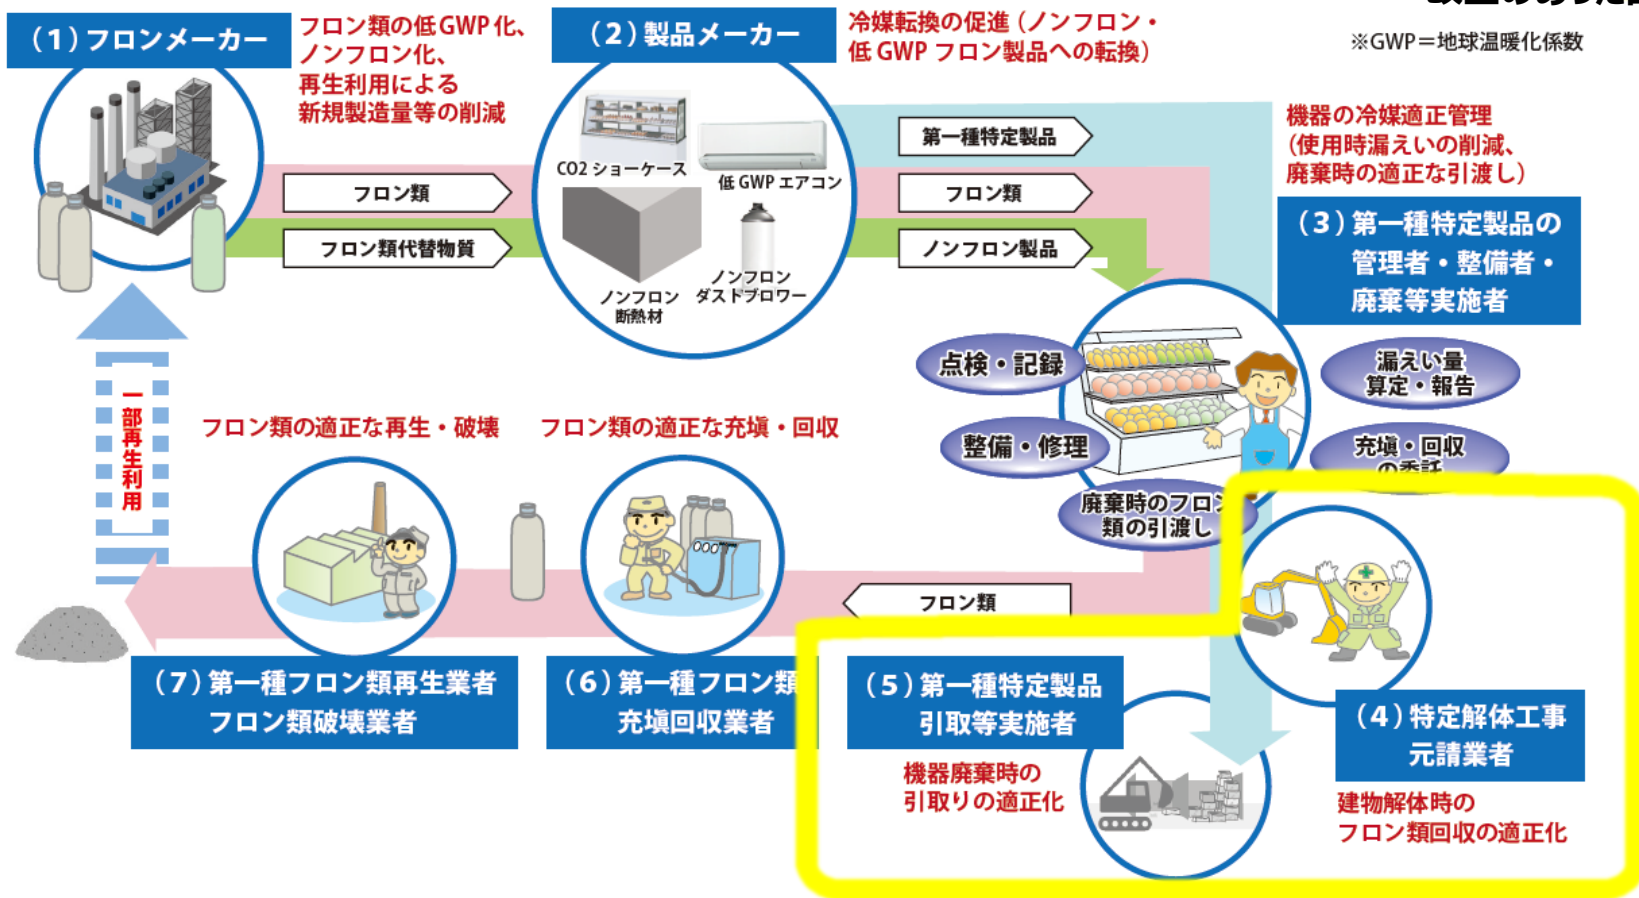 (1)フロンメーカー
フロン類の低GWP化、
ノンフロン化、
再生利用による
新規製造量等の削減
(2)製品メーカー
冷媒転換の促進(ノンフロン・
低GWPフロン製品への転換)
※GWP=地球温暖化係数
CO2ショーケース
低GWPエアコン
ノンフロン
断熱材
ノンフロン
ダストブロワー
フロン類
フロン類代替物質
第一種特定製品
フロン類
ノンフロン製品
機器の冷媒適正管理
(使用時漏えいの削減、
廃棄時の適正な引渡し)
(3)第一種特定製品の
管理者・整備者・
廃棄等実施者
点検・記録
整備・修理
廃棄時のフロン
類の引渡し
漏えい量
算定・報告
充塡・回収
の委託
一部再生利用
フロン類の適正な再生・破壊
フロン類の適正な充塡・回収
フロン類
(7)第一種フロン類再生業者
フロン類破壊業者
(6)第一種フロン類
充塡回収業者
(5)第一種特定製品
引取等実施者
機器廃棄時の
引取りの適正化
(4)特定解体工事
元請業者
建物解体時の
フロン類回収の適正化